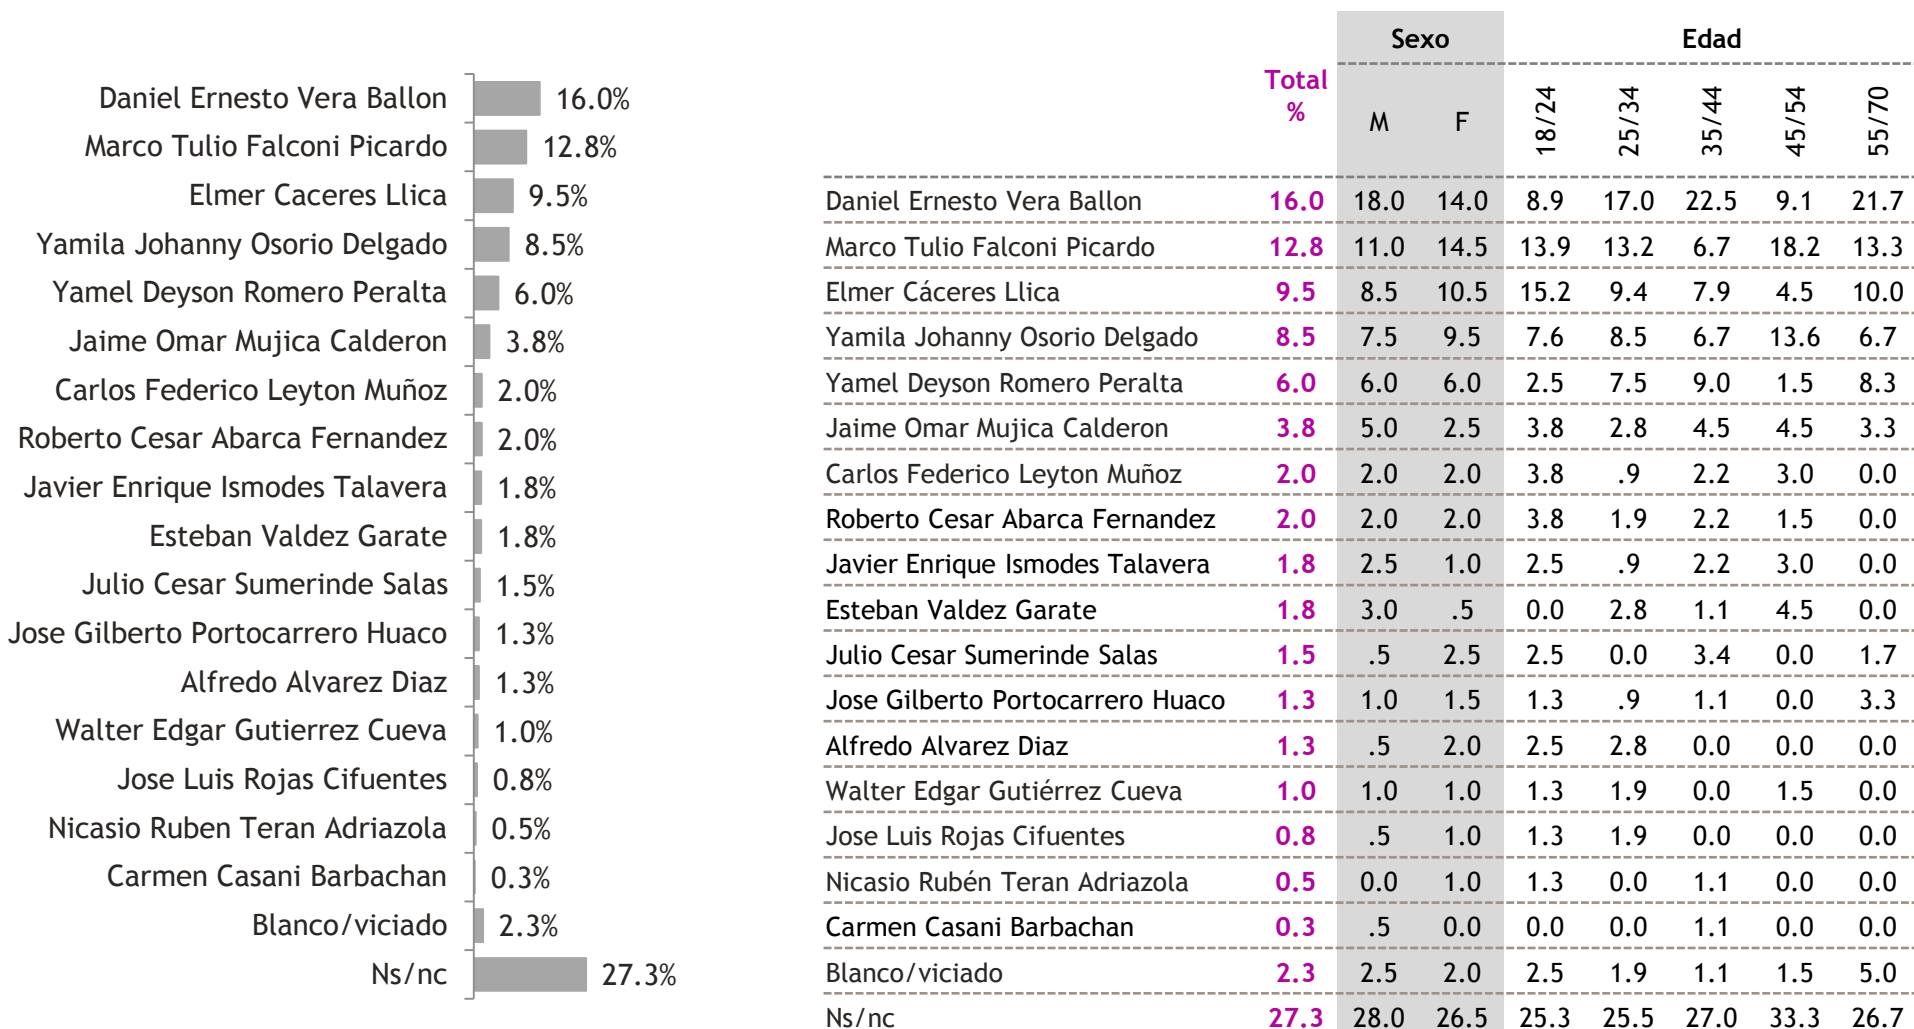 Daniel Ernesto Vera Ballon 16.0%
Marco Tulio Falconi Picardo 12.8%
Elmer Caceres Llica 9.5%
Yamila Johanny Osorio Delgado 8.5%
Yamel Deyson Romero Peralta 6.0%
Jaime Omar Mujica Calderon 3.8%
Carlos Federico Leyton Muñoz 2.0%
Roberto Cesar Abarca Fernandez 2.0%
Javier Enrique Ismodes Talavera 1.8%
Esteban Valdez Garate 1.8%
Julio Cesar Sumerinde Salas 1.5%
Jose Gilberto Portocarrero Huaco 1.3%
Alfredo Alvarez Diaz 1.3%
Walter Edgar Gutierrez Cueva 1.0%
Jose Luis Rojas Cifuentes 0.8%
Nicasio Ruben Teran Adriazola 0.5%
Carmen Casani Barbachan 0.3%
Blanco/viciado 2.3%
Ns/nc 27.3%
Sexo Edad
Total % M F 18/24 25/34 35/44 45/54 55/70
Daniel Ernesto Vera Ballon 16.0 18.0 14.0 8.9 17.0 22.5 9.1 21.7
Marco Tulio Falconi Picardo 12.8 11.0 14.5 13.9 13.2 6.7 18.2 13.3
Elmer Cáceres Llica 9.5 8.5 10.5 15.2 9.4 7.9 4.5 10.0
Yamila Johanny Osorio Delgado 8.5 7.5 9.5 7.6 8.5 6.7 13.6 6.7
Yamel Deyson Romero Peralta 6.0 6.0 6.0 2.5 7.5 9.0 1.5 8.3
Jaime Omar Mujica Calderon 3.8 5.0 2.5 3.8 2.8 4.5 4.5 3.3
Carlos Federico Leyton Muñoz 2.0 2.0 2.0 3.8 .9 2.2 3.0 0.0
Roberto Cesar Abarca Fernandez 2.0 2.0 2.0 3.8 1.9 2.2 1.5 0.0
Javier Enrique Ismodes Talavera 1.8 2.5 1.0 2.5 .9 2.2 3.0 0.0
Esteban Valdez Garate 1.8 3.0 .5 0.0 2.8 1.1 4.5 0.0
Julio Cesar Sumerinde Salas 1.5 .5 2.5 2.5 0.0 3.4 0.0 1.7
Jose Gilberto Portocarrero Huaco 1.3 1.0 1.5 1.3 .9 1.1 0.0 3.3
Alfredo Alvarez Diaz 1.3 .5 2.0 2.5 2.8 0.0 0.0 0.0
Walter Edgar Gutiérrez Cueva 1.0 1.0 1.0 1.3 1.9 0.0 1.5 0.0
Jose Luis Rojas Cifuentes 0.8 .5 1.0 1.3 1.9 0.0 0.0 0.0
Nicasio Rubén Teran Adriazola 0.5 0.0 1.0 1.3 0.0 1.1 0.0 0.0
Carmen Casani Barbachan 0.3 .5 0.0 0.0 0.0 1.1 0.0 0.0
Blanco/viciado 2.3 2.5 2.0 2.5 1.9 1.1 1.5 5.0
Ns/nc 27.3 28.0 26.5 25.3 25.5 27.0 33.3 26.7